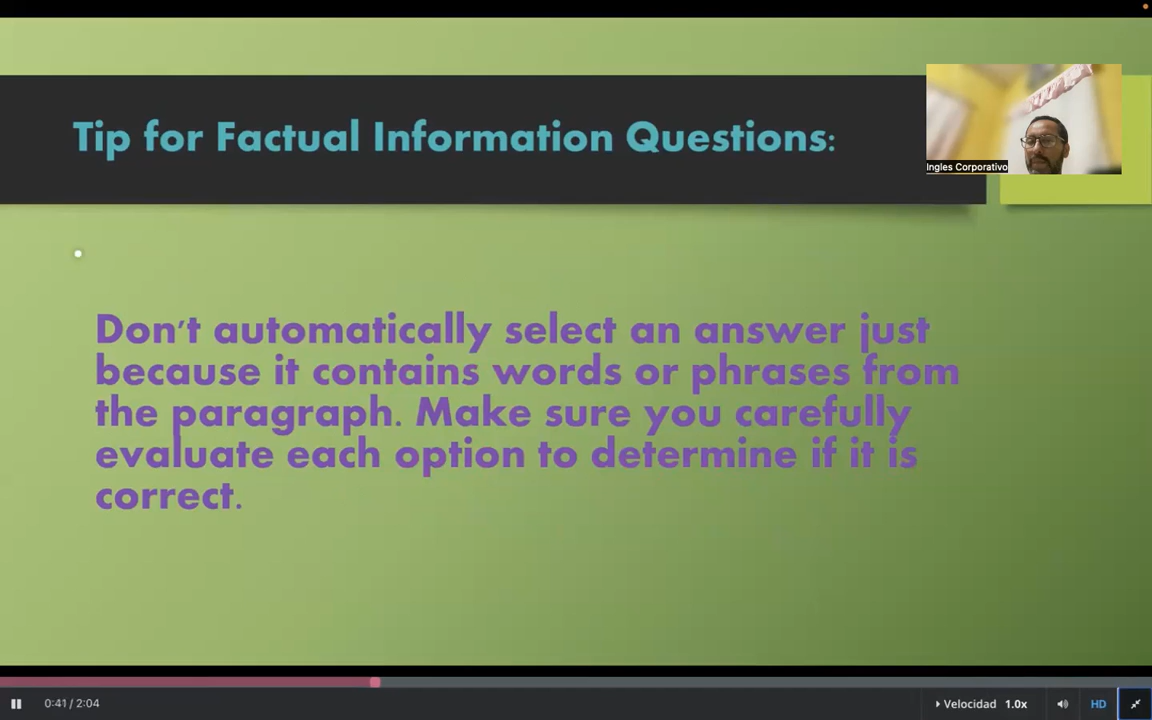 Tip for Factual Information Questions:
Ingles Corporativo
Don't automatically select an answer just
because it contains words or phrases from
the paragraph. Make sure you carefully
evaluate each option to determine if it is
correct.
0:41 / 2:04
Velocidad 1.0x
HD